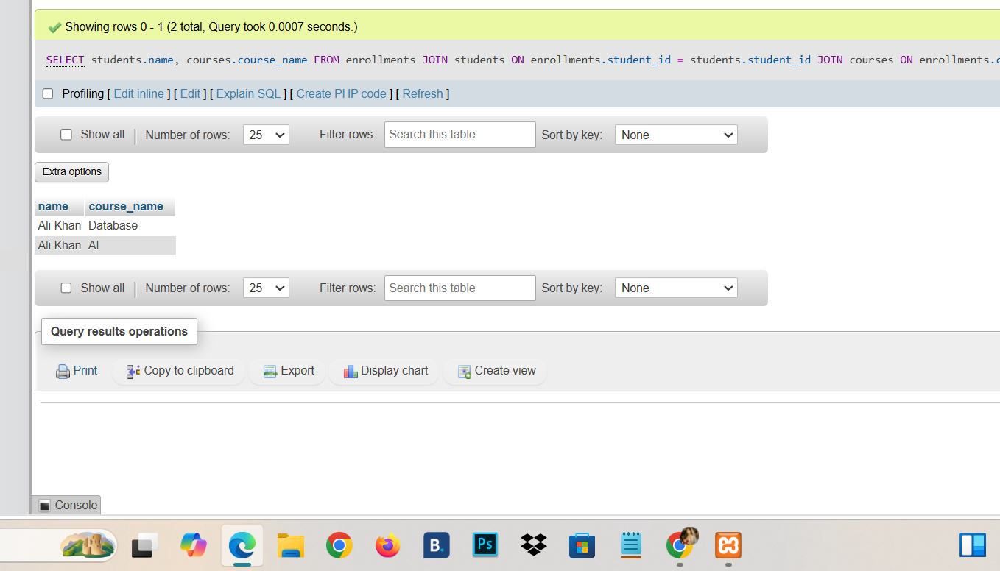 Showing rows 0 - 1 (2 total, Query took 0.0007 seconds.)
SELECT students.name, courses.course_name FROM enrollments JOIN students ON enrollments.student_id = students.student_id JOIN courses ON enrollments.c
Profiling [ Edit inline ] [ Edit ] [ Explain SQL ] [ Create PHP code ] [ Refresh ]
Show all | Number of rows: 25 Filter rows: Search this table Sort by key: None
Extra options
name course_name
Ali Khan Database
Ali Khan AI
Show all | Number of rows: 25 Filter rows: Search this table Sort by key: None
Query results operations
Print Copy to clipboard Export Display chart Create view
Console
B. Ps